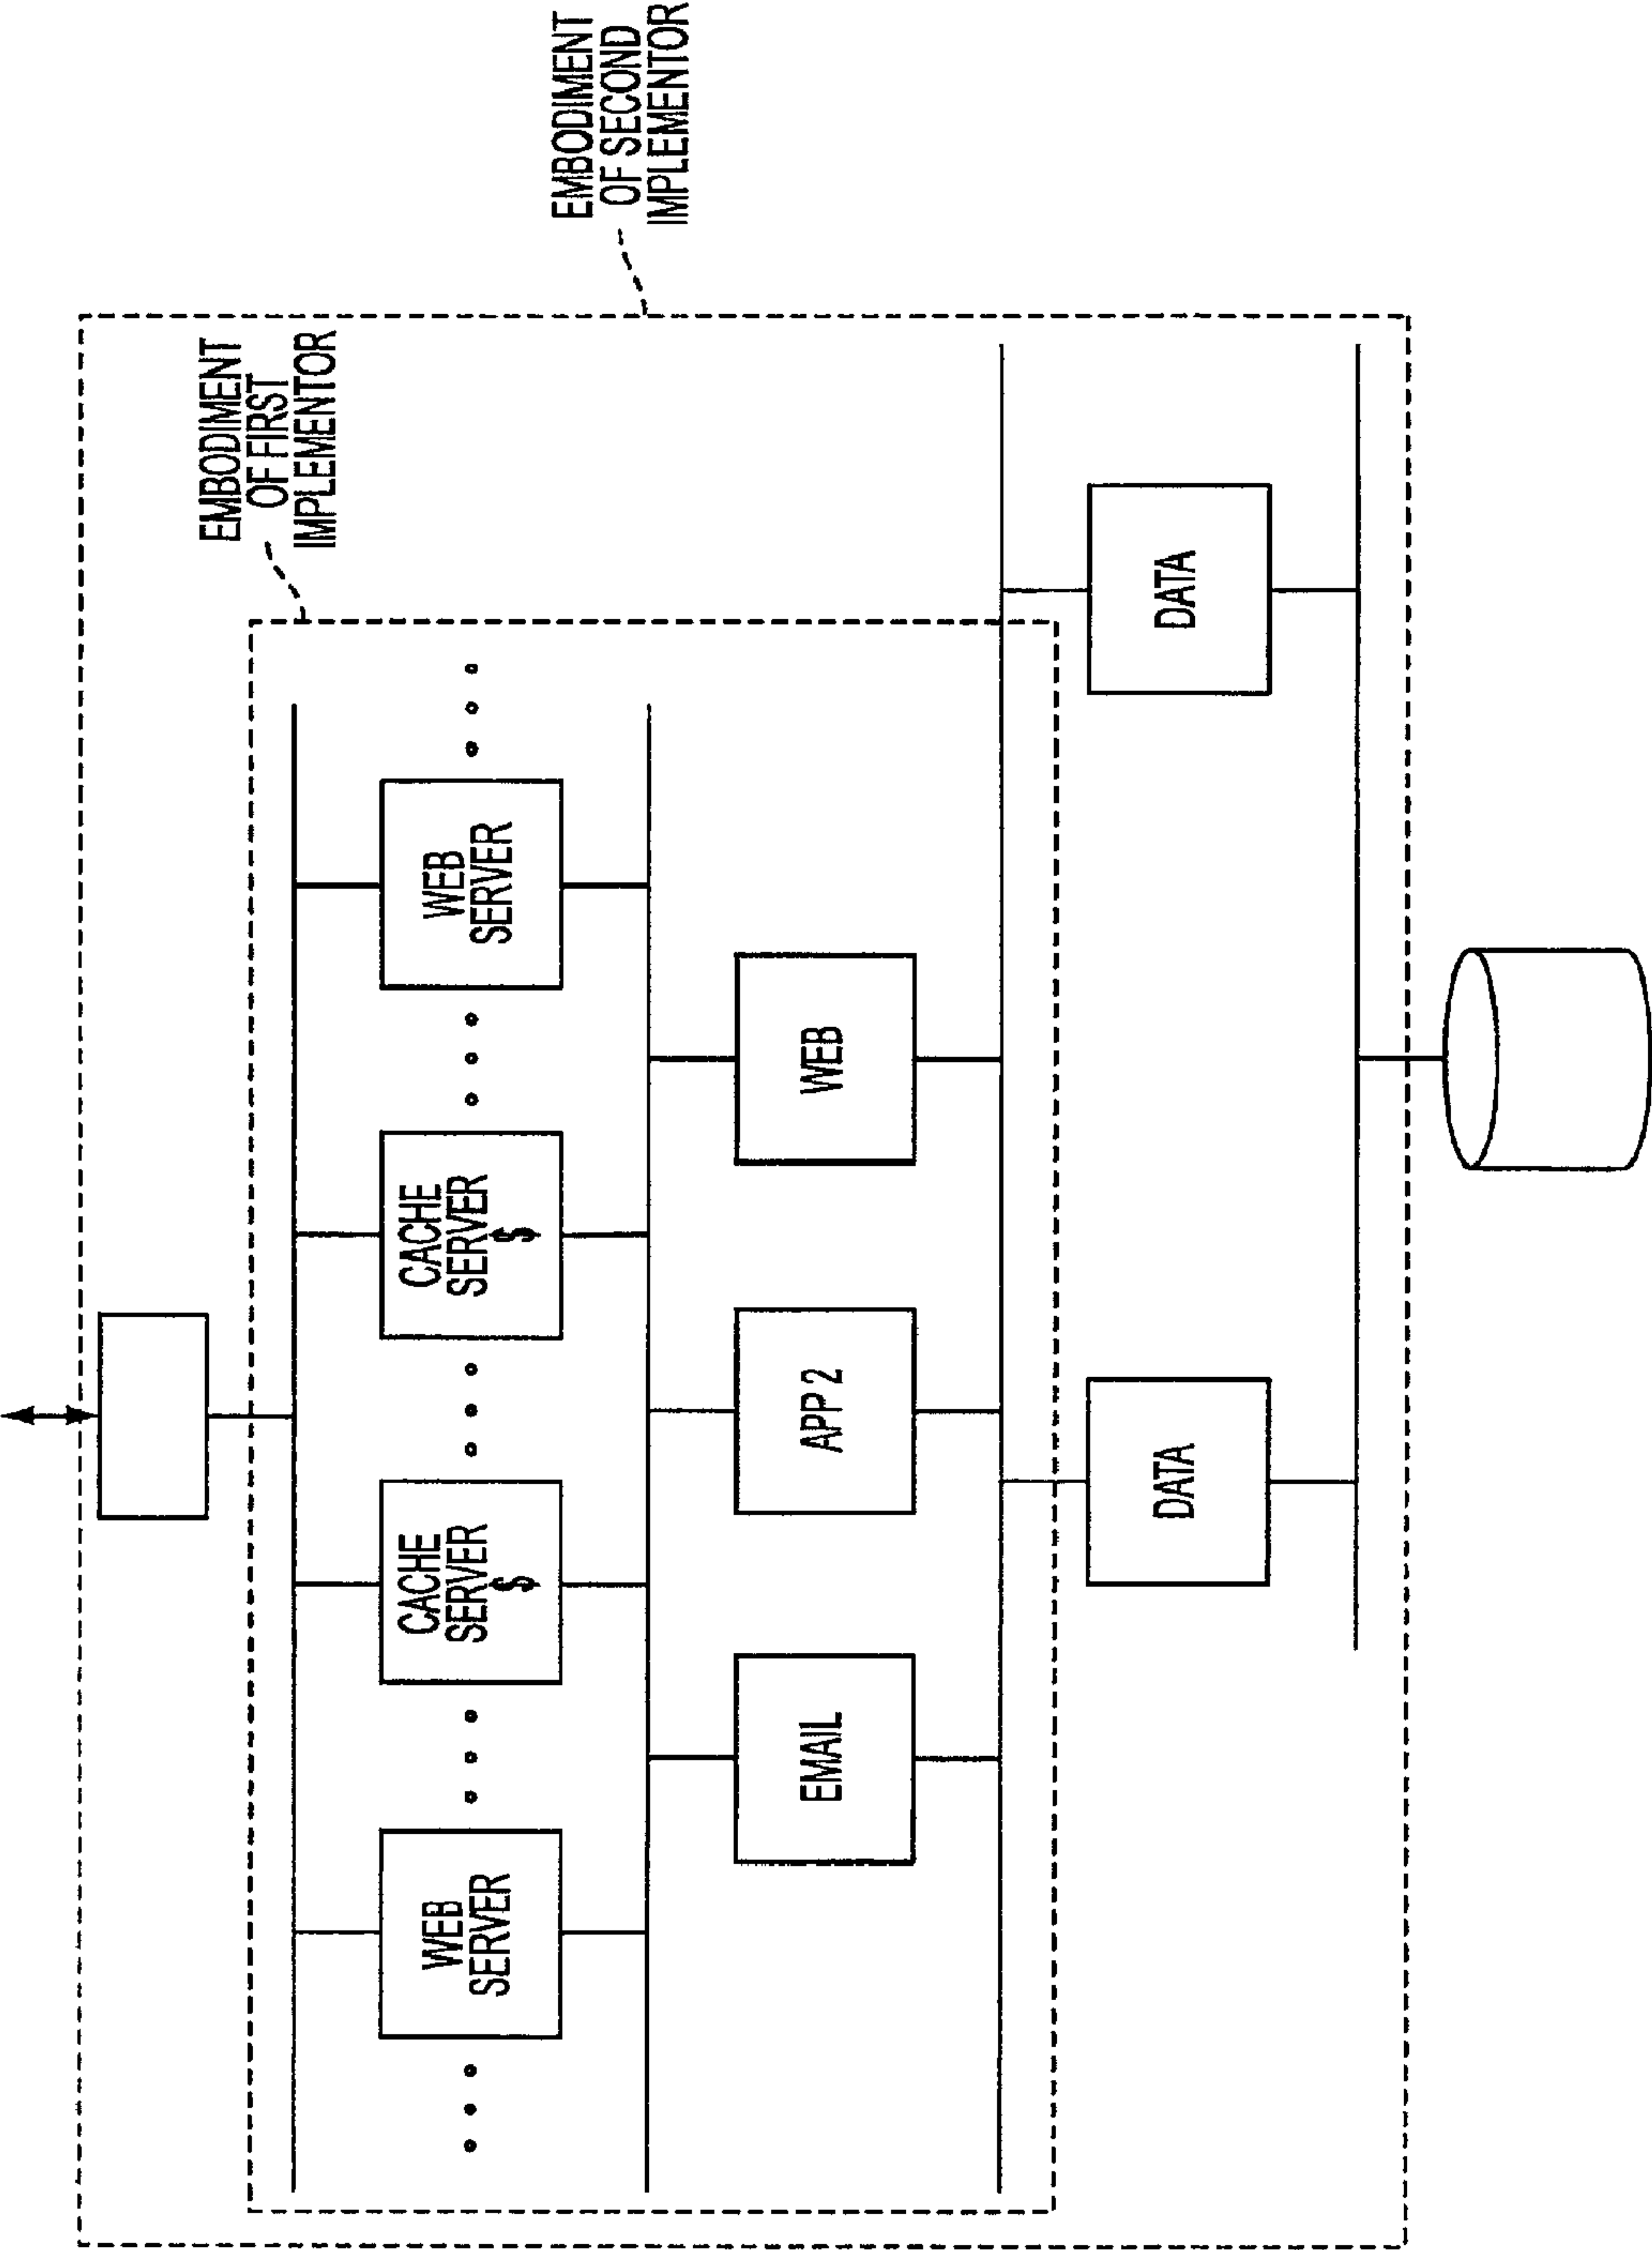 EMBODIMENT
OF FIRST
IMPLEMENTOR
WEB
SERVER
CACHE
SERVER
$
CACHE
SERVER
$
WEB
SERVER
EMBODIMENT
OF SECOND
IMPLEMENTOR
EMAIL
APP 2
WEB
DATA
DATA